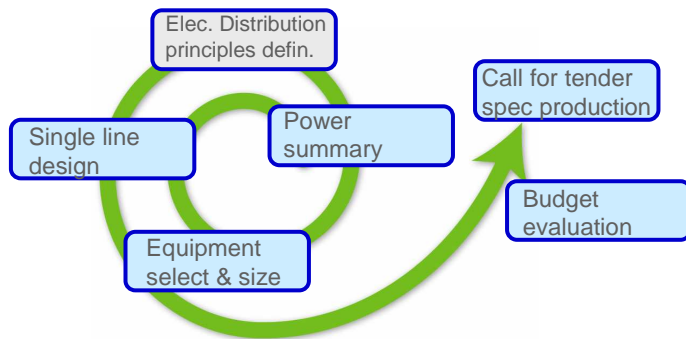 Elec. Distribution
principles defin.
Call for tender
spec production
Single line
design
Power
summary
Budget
evaluation
Equipment
select & size